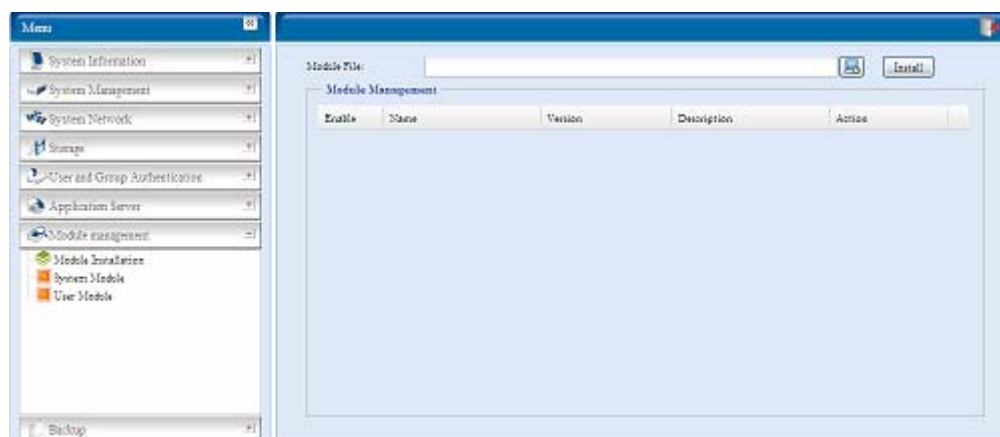 Menu
System Information
System Management
System Network
Storage
User and Group Authentication
Application Server
Module management
Module Installation
System Module
User Module
Backup
Module File:
Install
Module Management
Enable Name Version Description Action